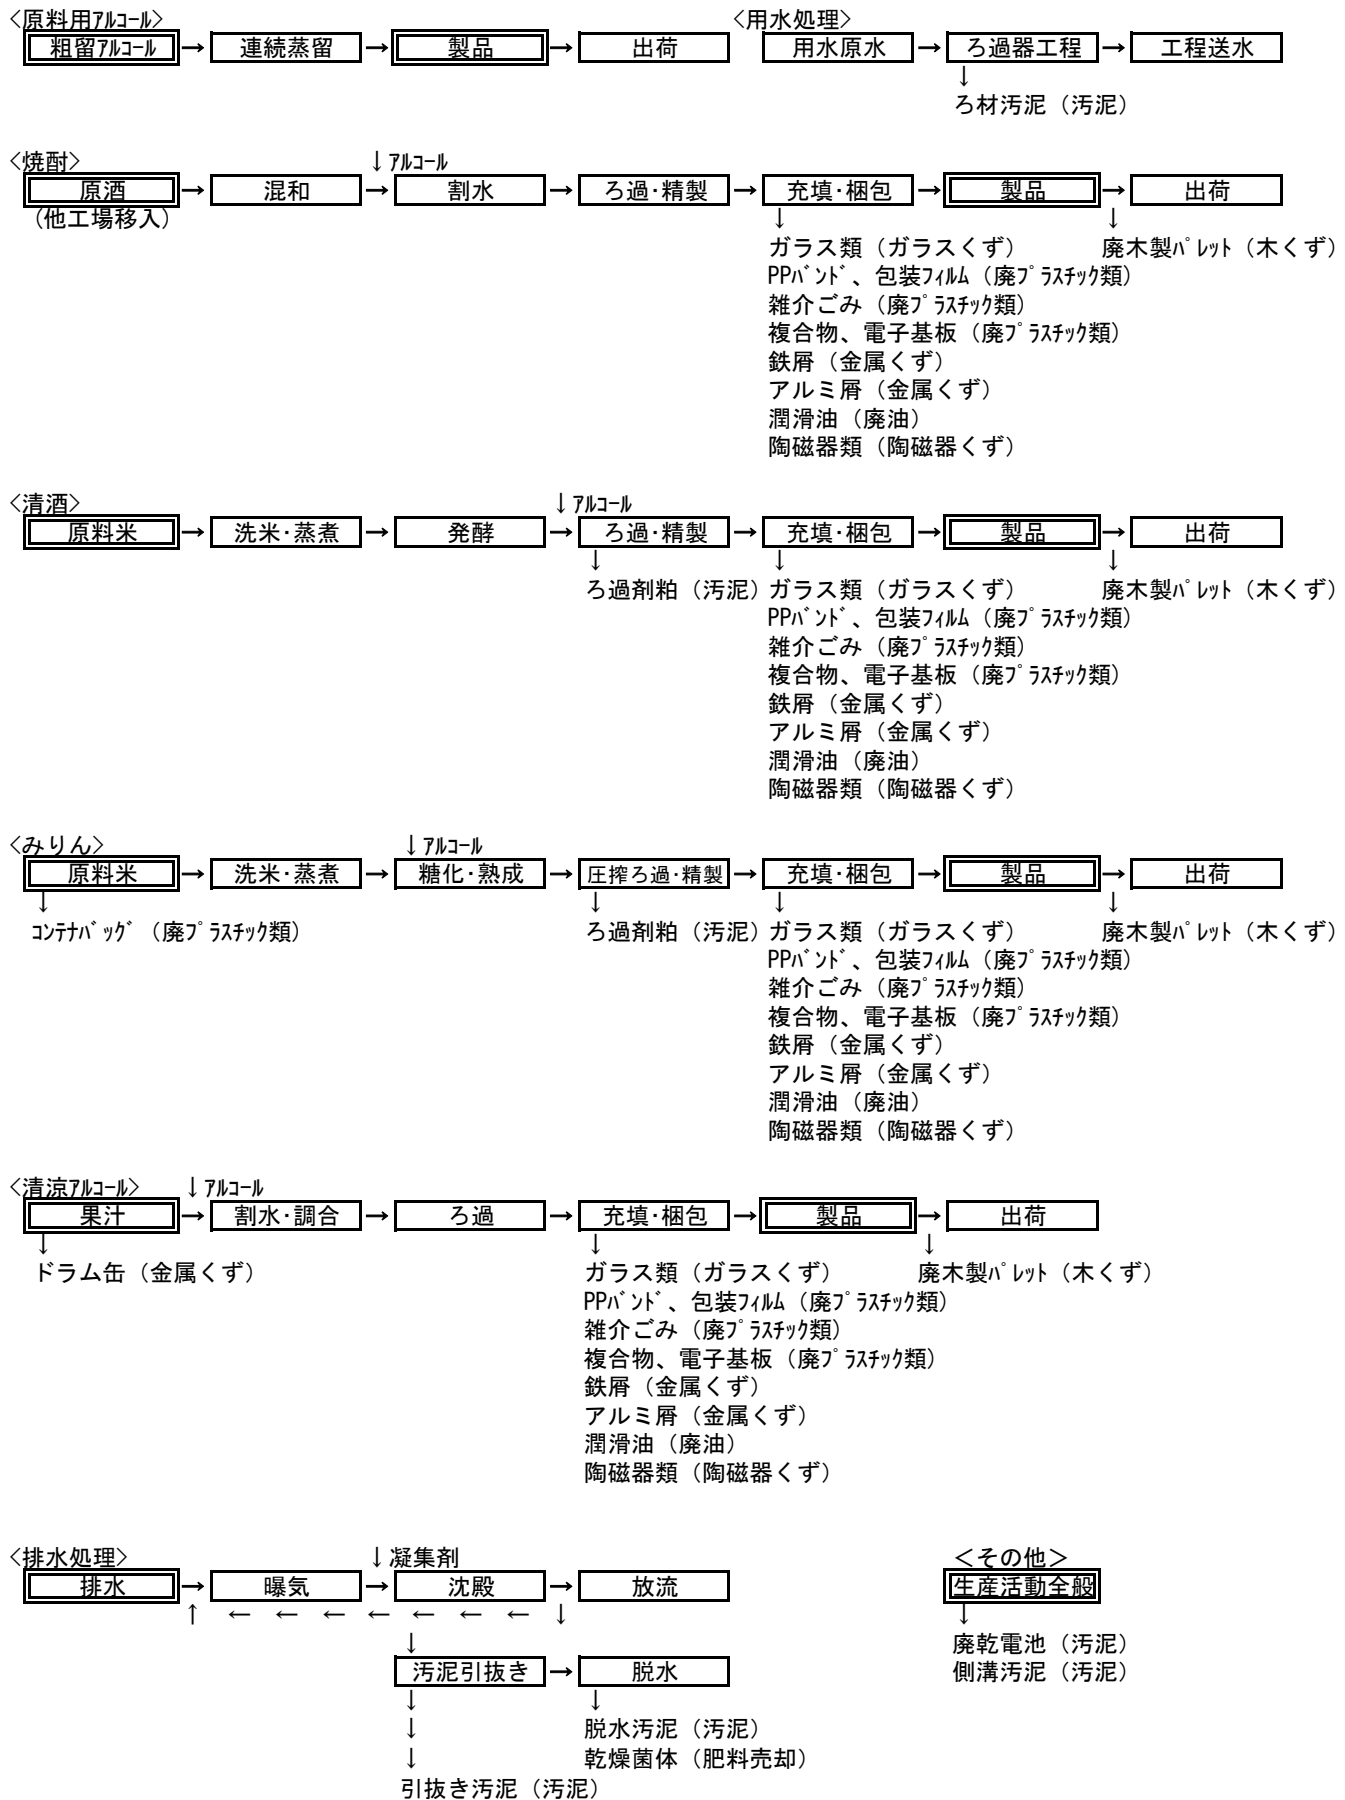 <原料用ｱﾙｺｰﾙ> <用水処理>
粗留ｱﾙｺｰﾙ → 連続蒸留 → 製品 → 出荷 用水原水 → ろ過器工程 → 工程送水
↓
ろ材汚泥（汚泥）
<焼酎> ↓ｱﾙｺｰﾙ
原酒 → 混和 → 割水 → ろ過･精製 → 充填･梱包 → 製品 → 出荷
（他工場移入） ↓ ↓
ガラス類（ガラスくず） 廃木製ﾊﾟﾚｯﾄ（木くず）
PPﾊﾞﾝﾄﾞ、包装ﾌｨﾙﾑ（廃ﾌﾟﾗｽﾁｯｸ類）
雑介ごみ（廃ﾌﾟﾗｽﾁｯｸ類）
複合物、電子基板（廃ﾌﾟﾗｽﾁｯｸ類）
鉄屑（金属くず）
アルミ屑（金属くず）
潤滑油（廃油）
陶磁器類（陶磁器くず）
<清酒> ↓ｱﾙｺｰﾙ
原料米 → 洗米･蒸煮 → 発酵 → ろ過･精製 → 充填･梱包 → 製品 → 出荷
↓ ↓ ↓
ろ過剤粕（汚泥） ガラス類（ガラスくず） 廃木製ﾊﾟﾚｯﾄ（木くず）
PPﾊﾞﾝﾄﾞ、包装ﾌｨﾙﾑ（廃ﾌﾟﾗｽﾁｯｸ類）
雑介ごみ（廃ﾌﾟﾗｽﾁｯｸ類）
複合物、電子基板（廃ﾌﾟﾗｽﾁｯｸ類）
鉄屑（金属くず）
アルミ屑（金属くず）
潤滑油（廃油）
陶磁器類（陶磁器くず）
<みりん> ↓ｱﾙｺｰﾙ
原料米 → 洗米･蒸煮 → 糖化･熟成 → 圧搾ろ過･精製 → 充填･梱包 → 製品 → 出荷
↓ ↓ ↓ ↓
ｺﾝﾃﾅﾊﾞｯｸﾞ（廃ﾌﾟﾗｽﾁｯｸ類） ろ過剤粕（汚泥） ガラス類（ガラスくず） 廃木製ﾊﾟﾚｯﾄ（木くず）
PPﾊﾞﾝﾄﾞ、包装ﾌｨﾙﾑ（廃ﾌﾟﾗｽﾁｯｸ類）
雑介ごみ（廃ﾌﾟﾗｽﾁｯｸ類）
複合物、電子基板（廃ﾌﾟﾗｽﾁｯｸ類）
鉄屑（金属くず）
アルミ屑（金属くず）
潤滑油（廃油）
陶磁器類（陶磁器くず）
<清涼ｱﾙｺｰﾙ> ↓ｱﾙｺｰﾙ
果汁 → 割水･調合 → ろ過 → 充填･梱包 → 製品 → 出荷
↓ ↓ ↓
ドラム缶（金属くず） ガラス類（ガラスくず） 廃木製ﾊﾟﾚｯﾄ（木くず）
PPﾊﾞﾝﾄﾞ、包装ﾌｨﾙﾑ（廃ﾌﾟﾗｽﾁｯｸ類）
雑介ごみ（廃ﾌﾟﾗｽﾁｯｸ類）
複合物、電子基板（廃ﾌﾟﾗｽﾁｯｸ類）
鉄屑（金属くず）
アルミ屑（金属くず）
潤滑油（廃油）
陶磁器類（陶磁器くず）
<排水処理> ↓凝集剤 ＜その他＞
排水 → 曝気 → 沈殿 → 放流 生産活動全般
↑ ← ← ← ← ← ← ← ↓ ↓
↓ 廃乾電池（汚泥）
汚泥引抜き → 脱水 側溝汚泥（汚泥）
↓ ↓
↓ 脱水汚泥（汚泥）
↓ 乾燥菌体（肥料売却）
引抜き汚泥（汚泥）